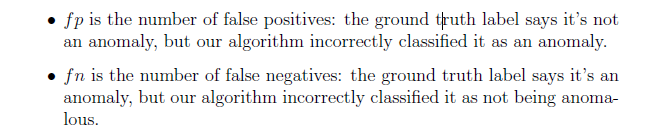 • fp is the number of false positives: the ground truth label says it's not
an anomaly, but our algorithm incorrectly classified it as an anomaly.
• fn is the number of false negatives: the ground truth label says it's an
anomaly, but our algorithm incorrectly classified it as not being anoma-
lous.